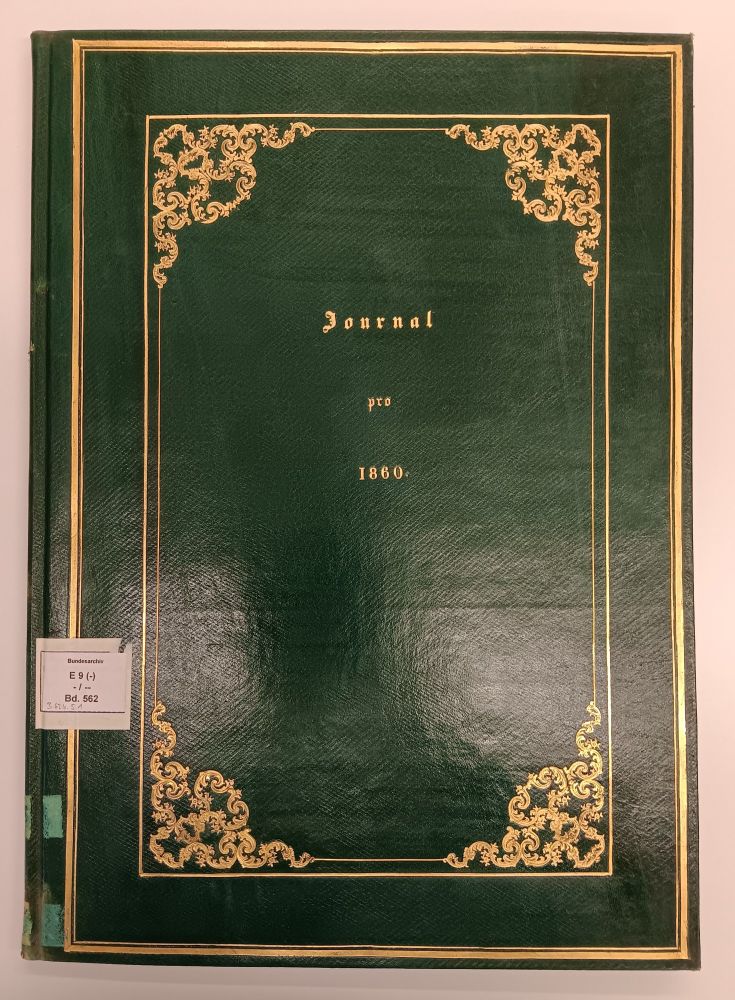 Journal
pro
1860.
Bundesarchiv
E 9 (-)
- / --
Bd. 562